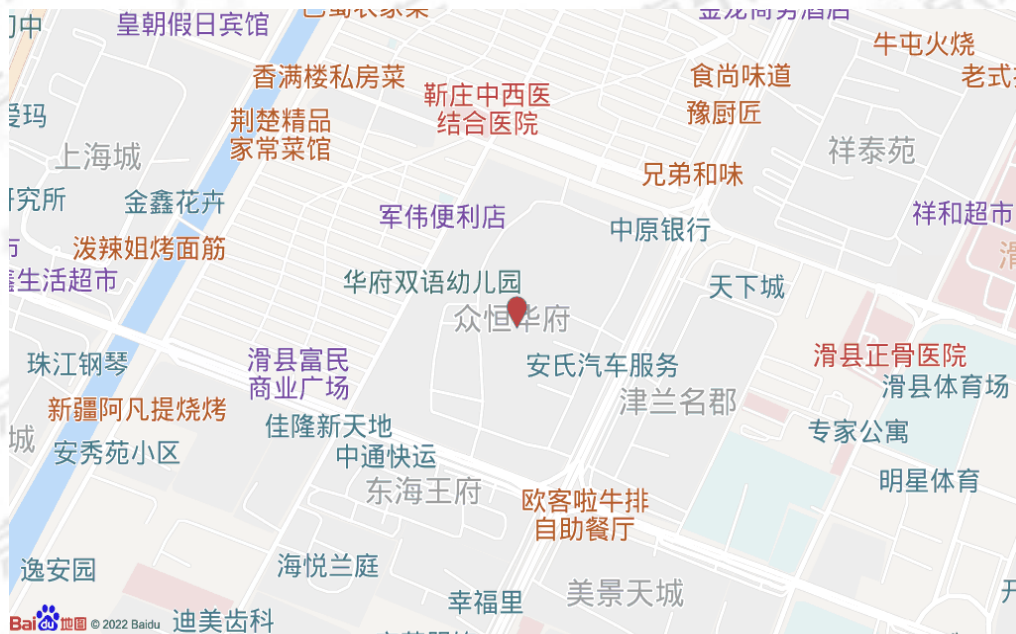 皇朝假日宾馆
牛屯火烧
香满楼私房菜
食尚味道
靳庄中西医
结合医院
荆楚精品
家常菜馆
豫厨匠
上海城
祥泰苑
兄弟和味
金鑫花卉
军伟便利店
中原银行
祥和超市
泼辣姐烤面筋
生活超市
华府双语幼儿园
天下城
众恒华府
珠江钢琴
滑县富民
商业广场
安氏汽车服务
滑县正骨医院
滑县体育场
津兰名郡
新疆阿凡提烧烤
佳隆新天地
专家公寓
城
安秀苑小区
中通快运
东海王府
明星体育
欧客啦牛排
自助餐厅
逸安园
海悦兰庭
幸福里
美景天城
Bai du 地图 © 2022 Baidu
迪美齿科